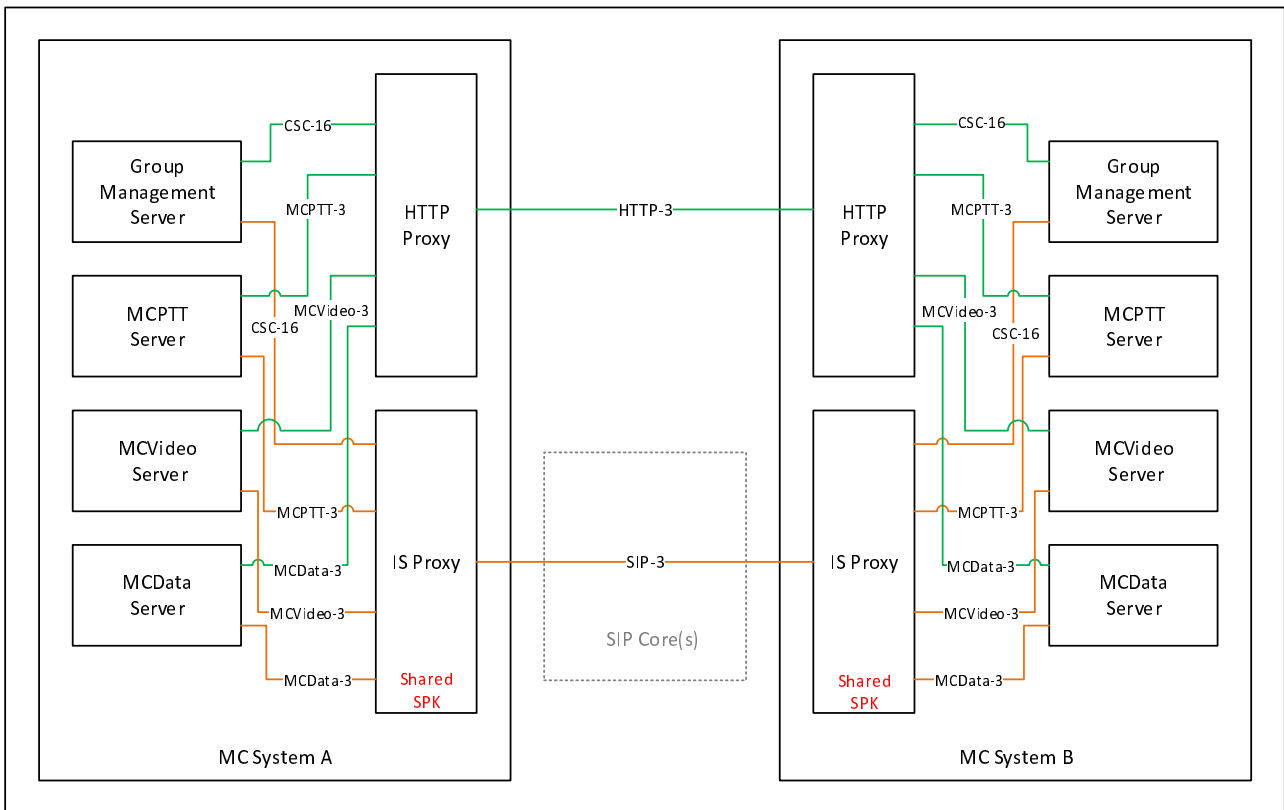 CSC-16
Group
Management
Server
MCPTT-3
HTTP
Proxy
MCPTT
Server
MCVideo-3
CSC-16
MCVideo
Server
MCPTT-3
IS Proxy
MCData
Server
MCData-3
MCVideo-3
MCData-3
Shared
SPK
MC System A
HTTP-3
SIP-3
SIP Core(s)
CSC-16
Group
Management
Server
MCPTT-3
HTTP
Proxy
MCVideo-3
CSC-16
MCPTT
Server
MCVideo
Server
MCPTT-3
IS Proxy
MCData-3
MCData
Server
MCVideo-3
MCData-3
Shared
SPK
MC System B